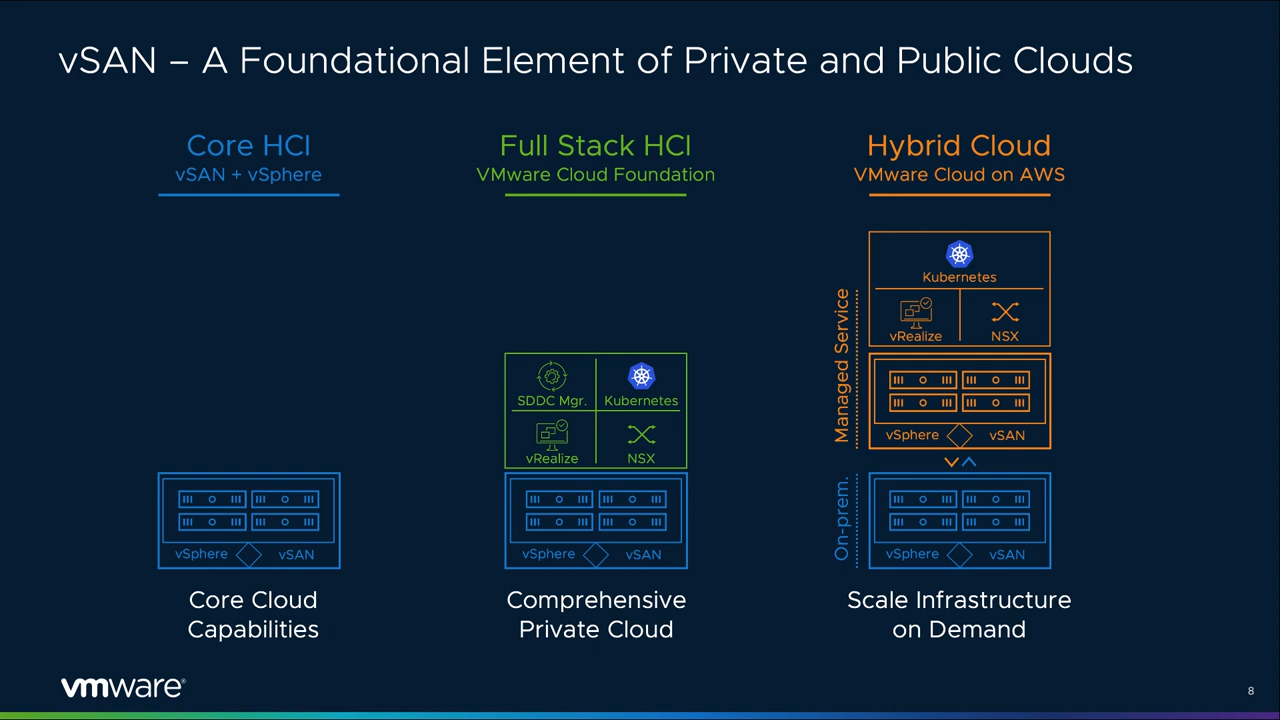 vSAN – A Foundational Element of Private and Public Clouds
Core HCI
vSAN + vSphere
vSphere
vSAN
Core Cloud
Capabilities
Full Stack HCI
VMware Cloud Foundation
SDDC Mgr.
Kubernetes
vRealize
NSX
vSphere
vSAN
Comprehensive
Private Cloud
Hybrid Cloud
VMware Cloud on AWS
Managed Service
Kubernetes
vRealize
NSX
vSphere
vSAN
On-prem.
vSphere
vSAN
Scale Infrastructure
on Demand
vmware®
8